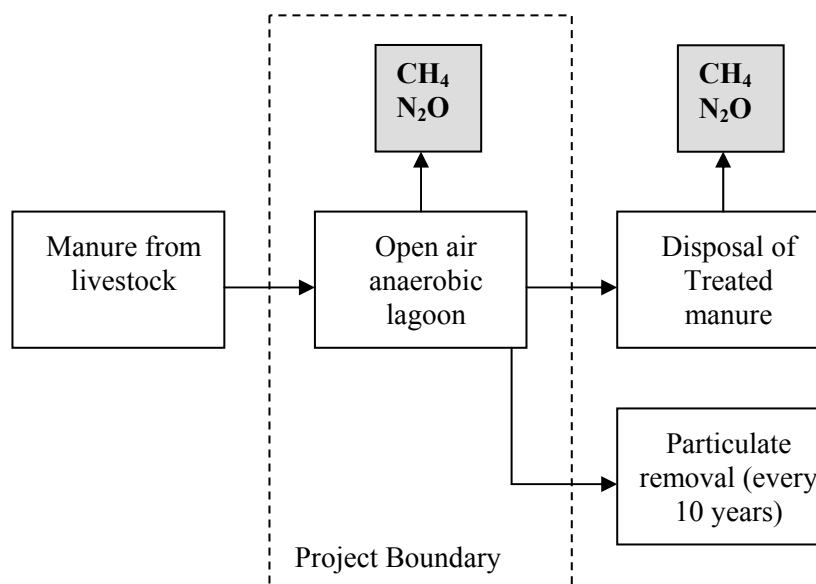 CH₄
N₂O
CH₄
N₂O
Manure from
livestock
Open air
anaerobic
lagoon
Disposal of
Treated
manure
Particulate
removal (every
10 years)
Project Boundary